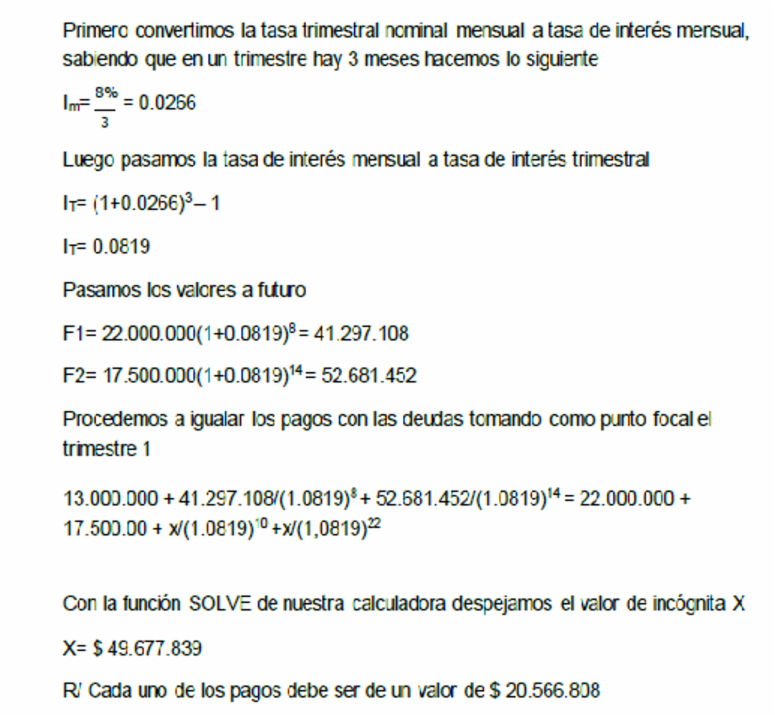 Primero convertimos la tasa trimestral nominal mensual a tasa de interés mensual,
sabiendo que en un trimestre hay 3 meses hacemos lo siguiente
Im= 8%/3 = 0.0266
Luego pasamos la tasa de interés mensual a tasa de interés trimestral
IT= (1+0.0266)³– 1
IT= 0.0819
Pasamos los valores a futuro
F1= 22.000.000(1+0.0819)⁸= 41.297.108
F2= 17.500.000(1+0.0819)¹⁴= 52.681.452
Procedemos a igualar los pagos con las deudas tomando como punto focal el
trimestre 1
13.000.000 + 41.297.108/(1.0819)⁸+ 52.681.452/(1.0819)¹⁴ = 22.000.000 +
17.500.00 + x/(1.0819)¹⁰ +x/(1,0819)²²
Con la función SOLVE de nuestra calculadora despejamos el valor de incógnita X
X= $ 49.677.839
R/ Cada uno de los pagos debe ser de un valor de $ 20.566.808